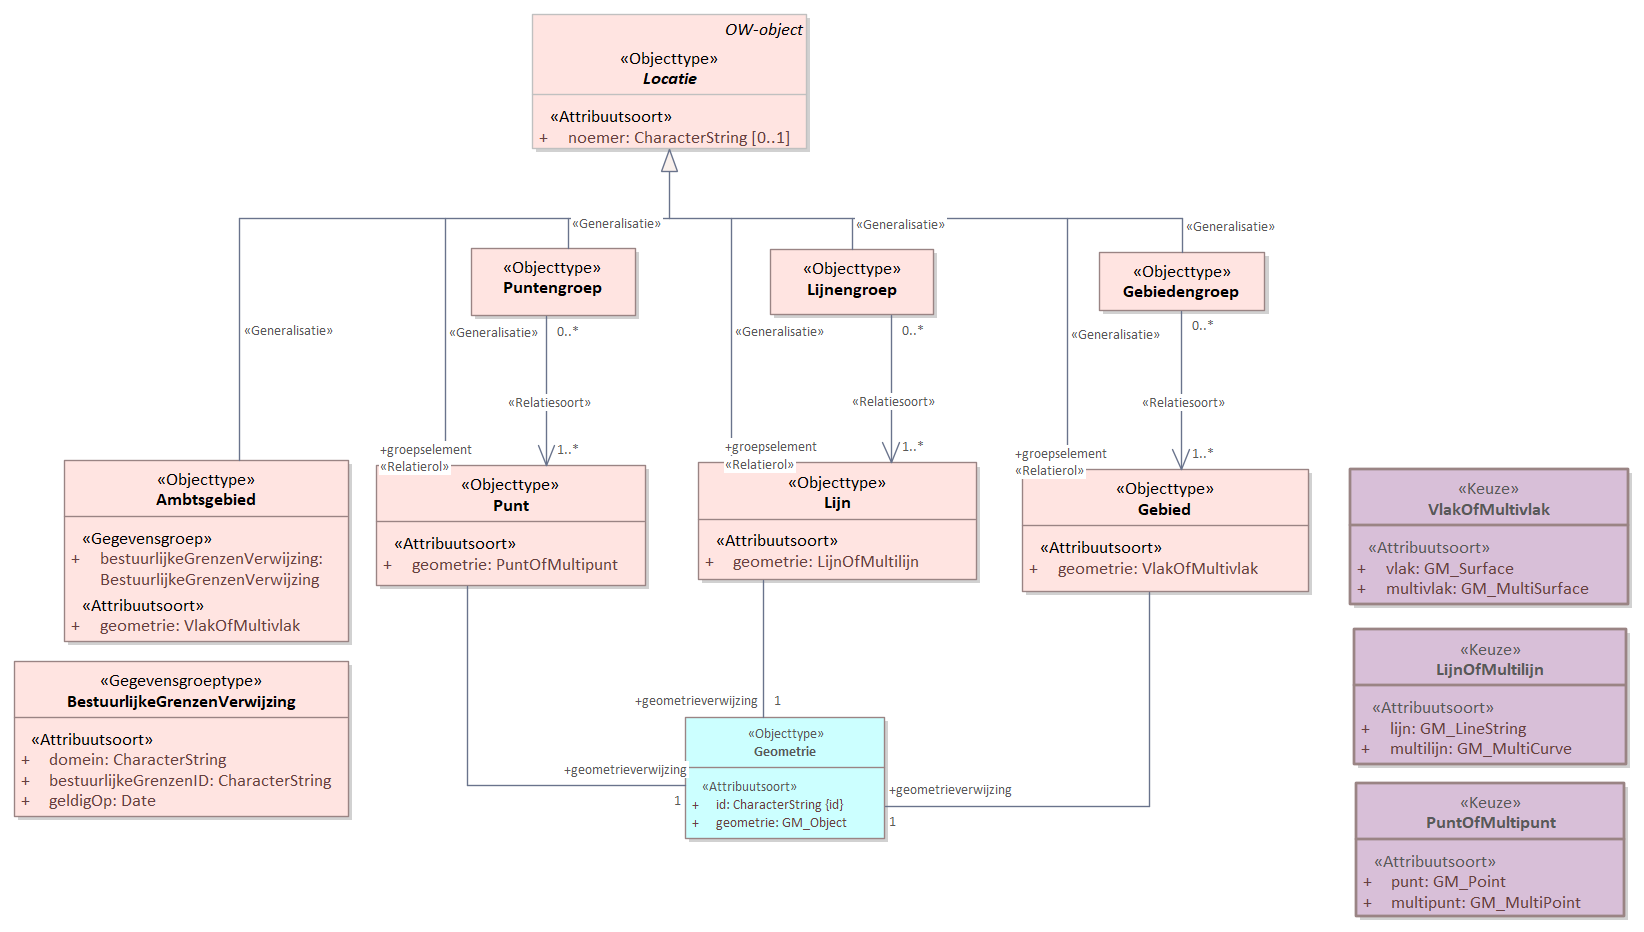 OW-object
«Objecttype»
Locatie
«Attribuutsoort»
+ noemer: CharacterString [0..1]
«Generalisatie»
«Generalisatie»
«Generalisatie»
«Objecttype»
Puntengroep
«Objecttype»
Lijnengroep
«Objecttype»
Gebiedengroep
«Generalisatie»
«Generalisatie»
0..*
«Generalisatie»
0..*
«Generalisatie»
0..*
«Relatiesoort»
«Relatiesoort»
«Relatiesoort»
+groepselement
«Relatierol»
1..*
+groepselement
«Relatierol»
1..*
+groepselement
«Relatierol»
1..*
«Objecttype»
Ambtsgebied
«Gegevensgroep»
+ bestuurlijkeGrenzenVerwijzing:
BestuurlijkeGrenzenVerwijzing
«Attribuutsoort»
+ geometrie: VlakOfMultivlak
«Objecttype»
Punt
«Attribuutsoort»
+ geometrie: PuntOfMultipunt
«Objecttype»
Lijn
«Attribuutsoort»
+ geometrie: LijnOfMultilijn
«Objecttype»
Gebied
«Attribuutsoort»
+ geometrie: VlakOfMultivlak
«Keuze»
VlakOfMultivlak
«Attribuutsoort»
+ vlak: GM_Surface
+ multivlak: GM_MultiSurface
«Gegevensgroeptype»
BestuurlijkeGrenzenVerwijzing
«Attribuutsoort»
+ domein: CharacterString
+ bestuurlijkeGrenzenID: CharacterString
+ geldigOp: Date
+geometrieverwijzing 1
+geometrieverwijzing
1
+geometrieverwijzing
1
«Objecttype»
Geometrie
«Attribuutsoort»
+ id: CharacterString {id}
+ geometrie: GM_Object
«Keuze»
LijnOfMultilijn
«Attribuutsoort»
+ lijn: GM_LineString
+ multilijn: GM_MultiCurve
«Keuze»
PuntOfMultipunt
«Attribuutsoort»
+ punt: GM_Point
+ multipunt: GM_MultiPoint